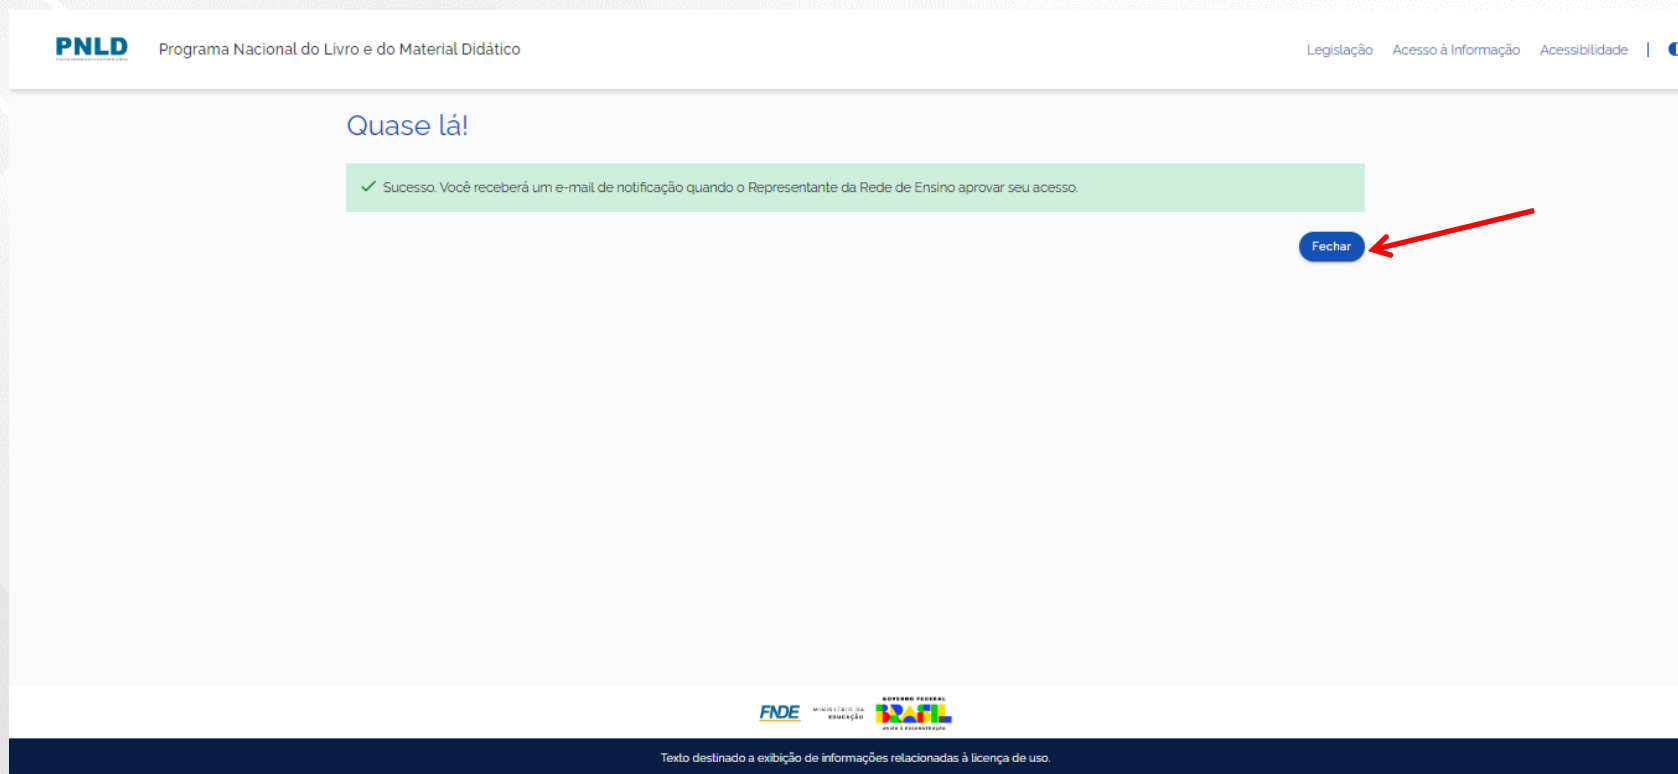 PNLD
Programa Nacional do Livro e do Material Didático
Legislação Acesso à Informação Acessibilidade
Quase lá!
Sucesso. Você receberá um e-mail de notificação quando o Representante da Rede de Ensino aprovar seu acesso.
Fechar
FNDE
MINISTÉRIO DA
EDUCAÇÃO
GOVERNO FEDERAL
BRASIL
UNIÃO E RECONSTRUÇÃO
Texto destinado a exibição de informações relacionadas à licença de uso.